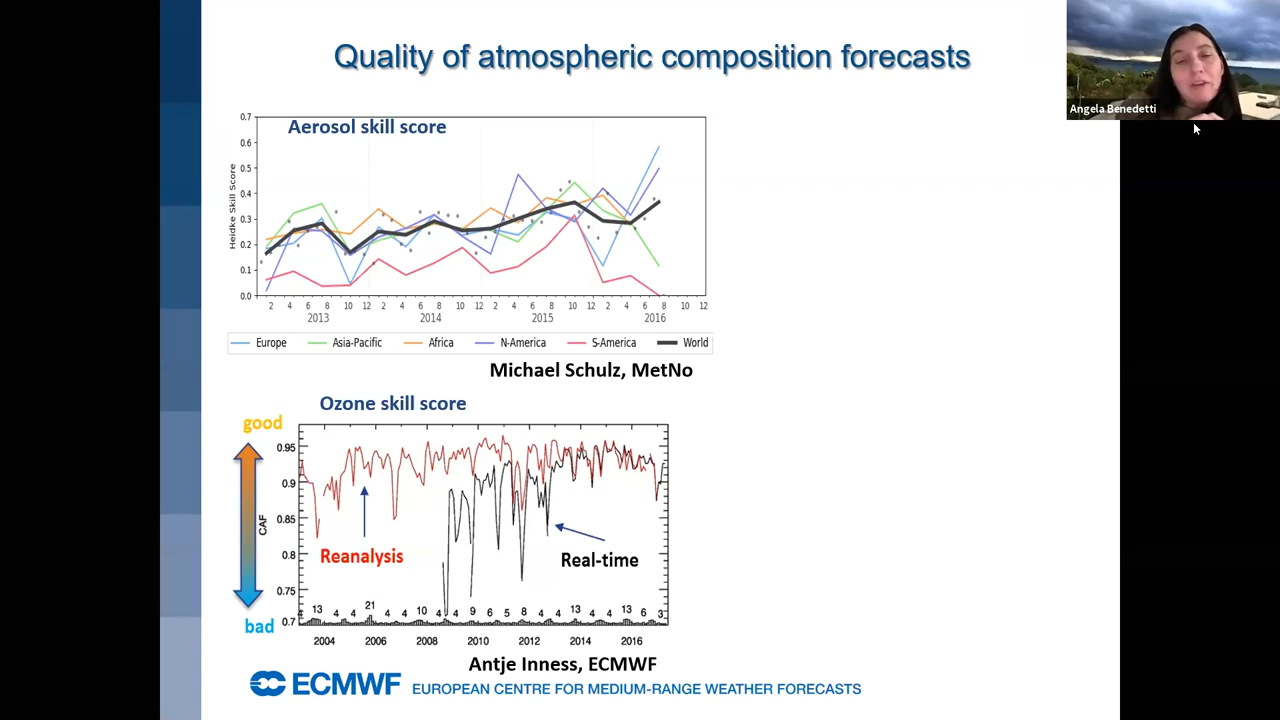 Quality of atmospheric composition forecasts
Angela Benedetti
Aerosol skill score
Heidke Skill Score
0.7
0.6
0.5
0.4
0.3
0.2
0.1
0.0
2 4 6 8 10 12 2 4 6 8 10 12 2 4 6 8 10 12 2 4 6 8 10 12
2013 2014 2015 2016
Europe Asia-Pacific Africa N-America S-America World
Michael Schulz, MetNo
Ozone skill score
good
bad
CAF
0.95
0.9
0.85
0.8
0.75
0.7
Reanalysis
Real-time
4 13 4 4 21 4 4 10 4 4 9 6 5 8 4 4 13 4 4 13 6 3
2004 2006 2008 2010 2012 2014 2016
Antje Inness, ECMWF
ECMWF EUROPEAN CENTRE FOR MEDIUM-RANGE WEATHER FORECASTS